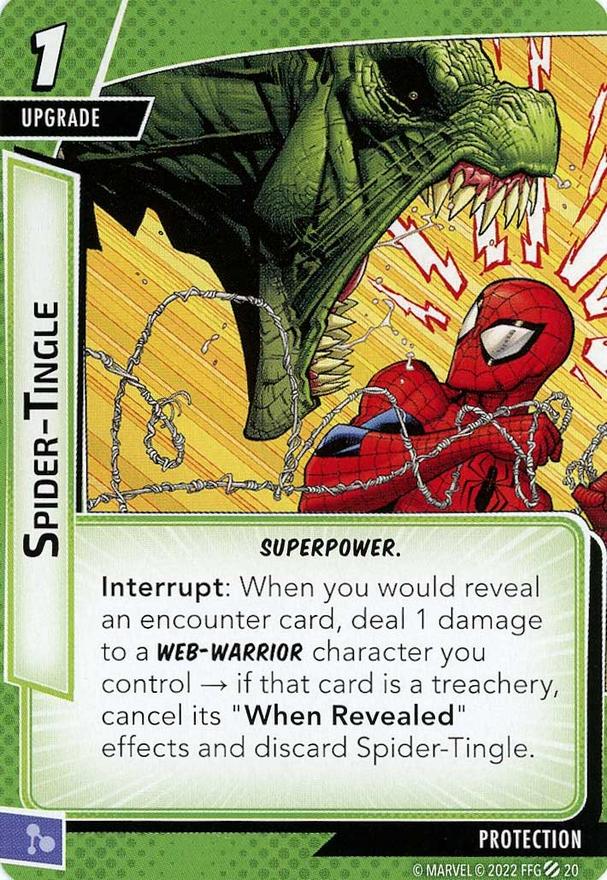 1
UPGRADE
SPIDER-TINGLE
SUPERPOWER.
Interrupt: When you would reveal
an encounter card, deal 1 damage
to a WEB-WARRIOR character you
control → if that card is a treachery,
cancel its "When Revealed"
effects and discard Spider-Tingle.
PROTECTION
© MARVEL © 2022 FFG 20